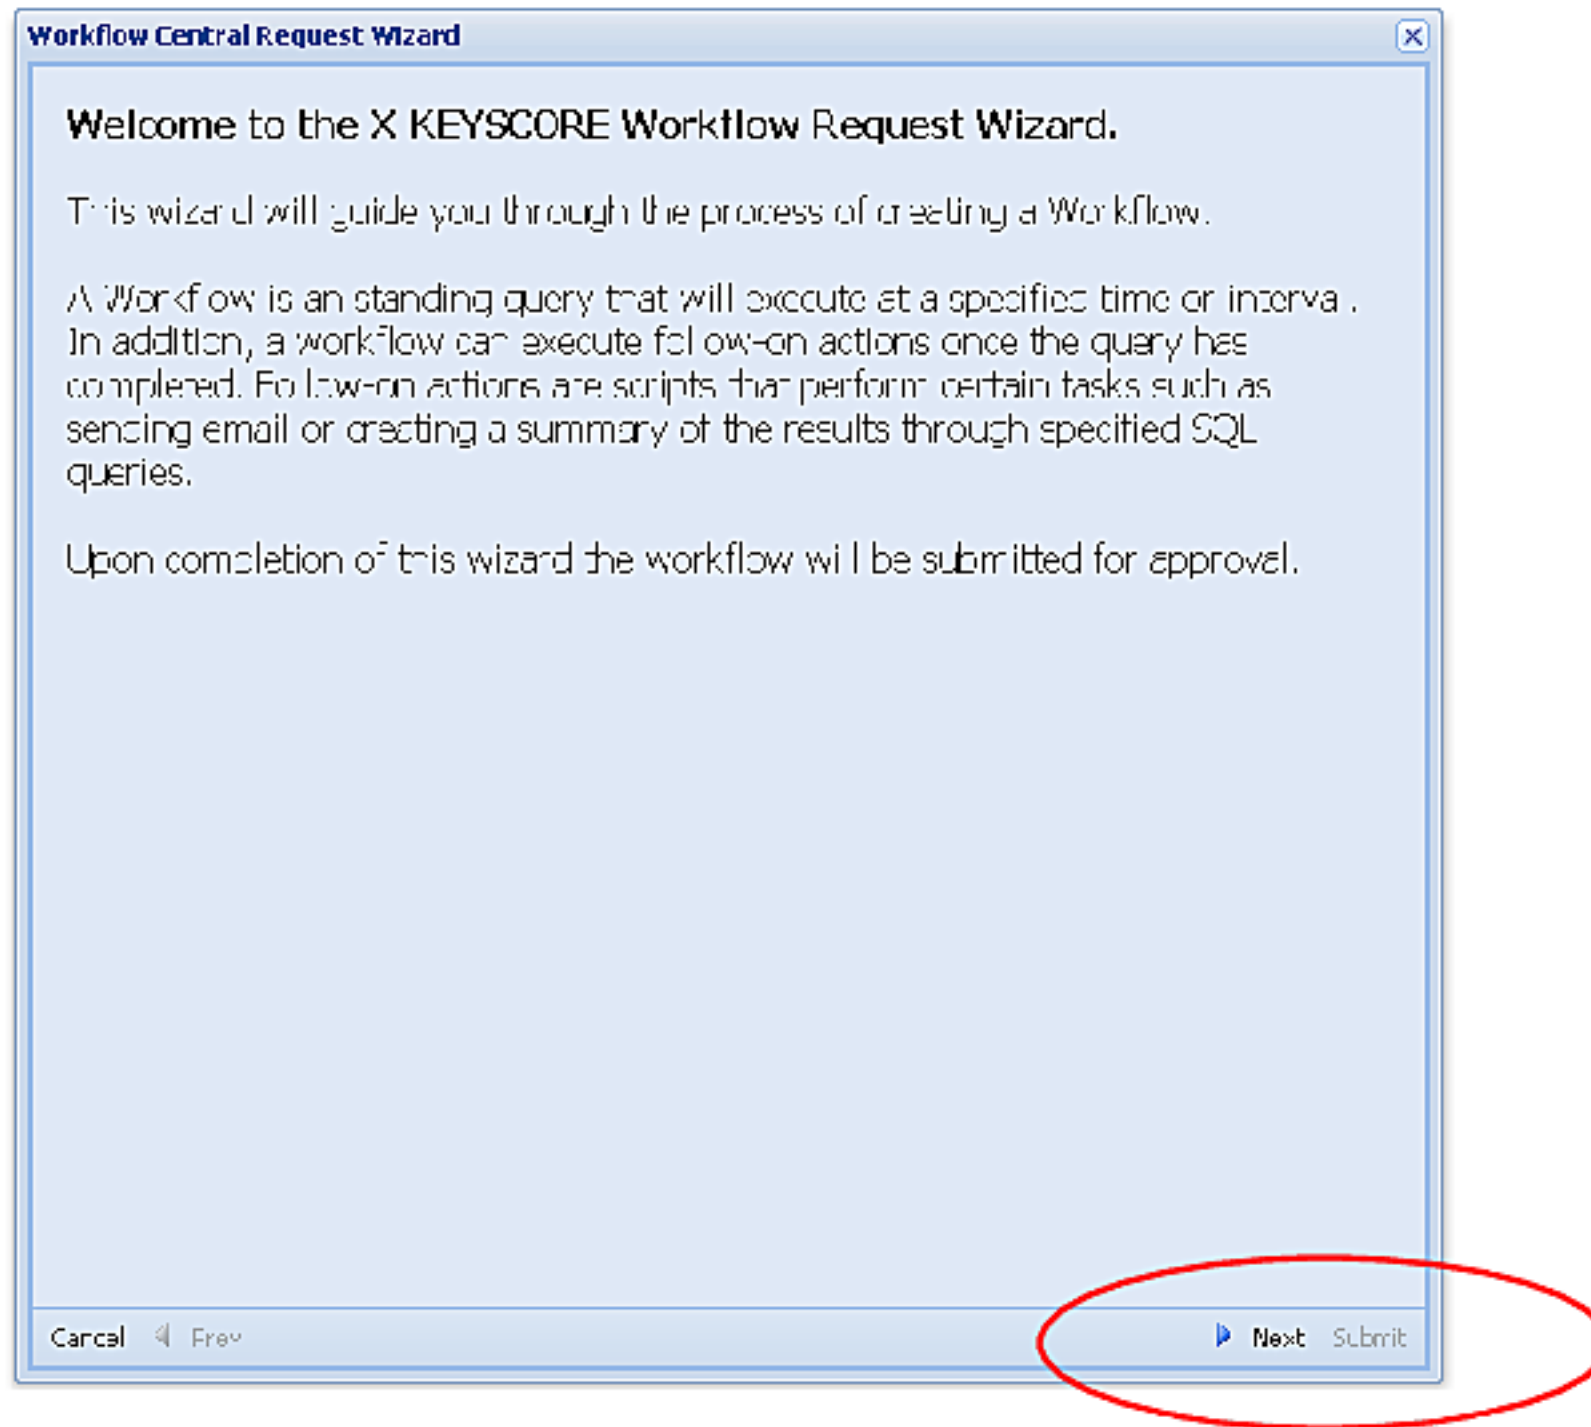 Workflow Central Request Wizard
Welcome to the X KEYSCORE Workflow Request Wizard.
This wizard will guide you through the process of creating a Workflow.
A Workflow is an standing query that will execute at a specified time or interval.
In addition, a workflow can execute follow-on actions once the query has
completed. Follow-on actions are scripts that perform certain tasks such as
sending email or creating a summary of the results through specified SQL
queries.
Upon completion of this wizard the workflow will be submitted for approval.
Cancel Prev Next Submit